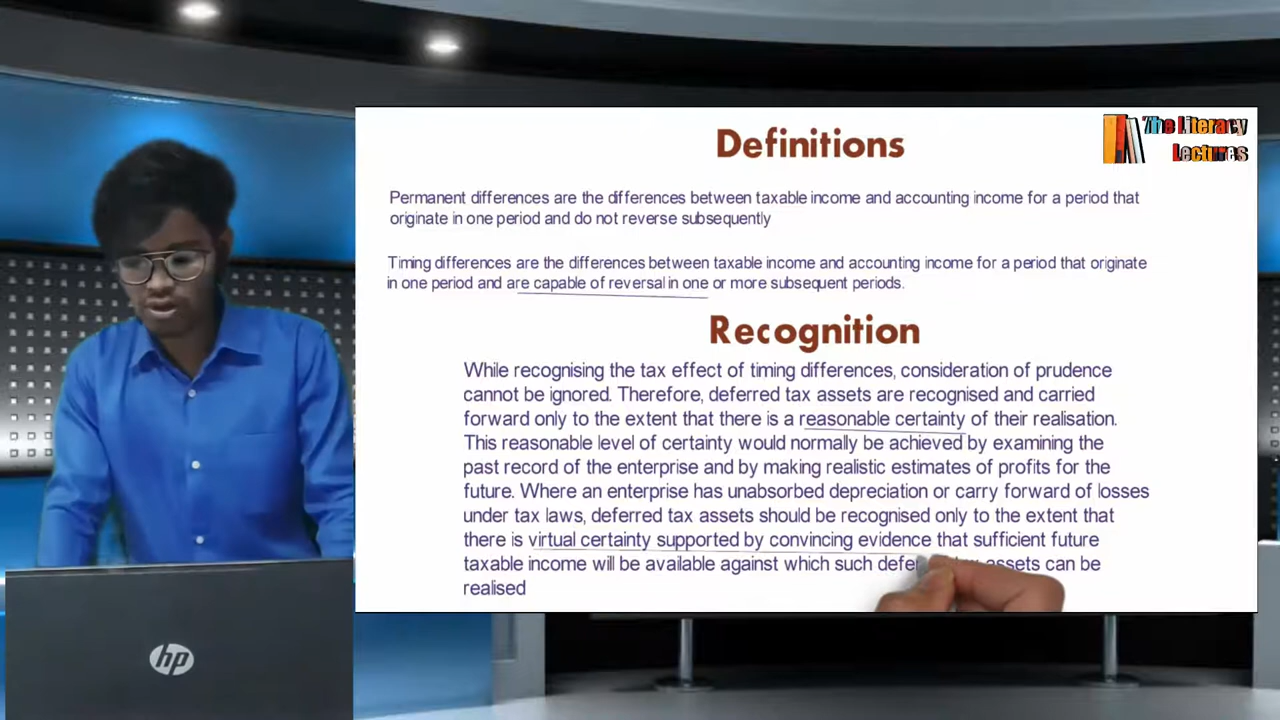 The Literacy
Lectures
Definitions
Permanent differences are the differences between taxable income and accounting income for a period that
originate in one period and do not reverse subsequently
Timing differences are the differences between taxable income and accounting income for a period that originate
in one period and are capable of reversal in one or more subsequent periods.
Recognition
While recognising the tax effect of timing differences, consideration of prudence
cannot be ignored. Therefore, deferred tax assets are recognised and carried
forward only to the extent that there is a reasonable certainty of their realisation.
This reasonable level of certainty would normally be achieved by examining the
past record of the enterprise and by making realistic estimates of profits for the
future. Where an enterprise has unabsorbed depreciation or carry forward of losses
under tax laws, deferred tax assets should be recognised only to the extent that
there is virtual certainty supported by convincing evidence that sufficient future
taxable income will be available against which such assets can be
realised
hp